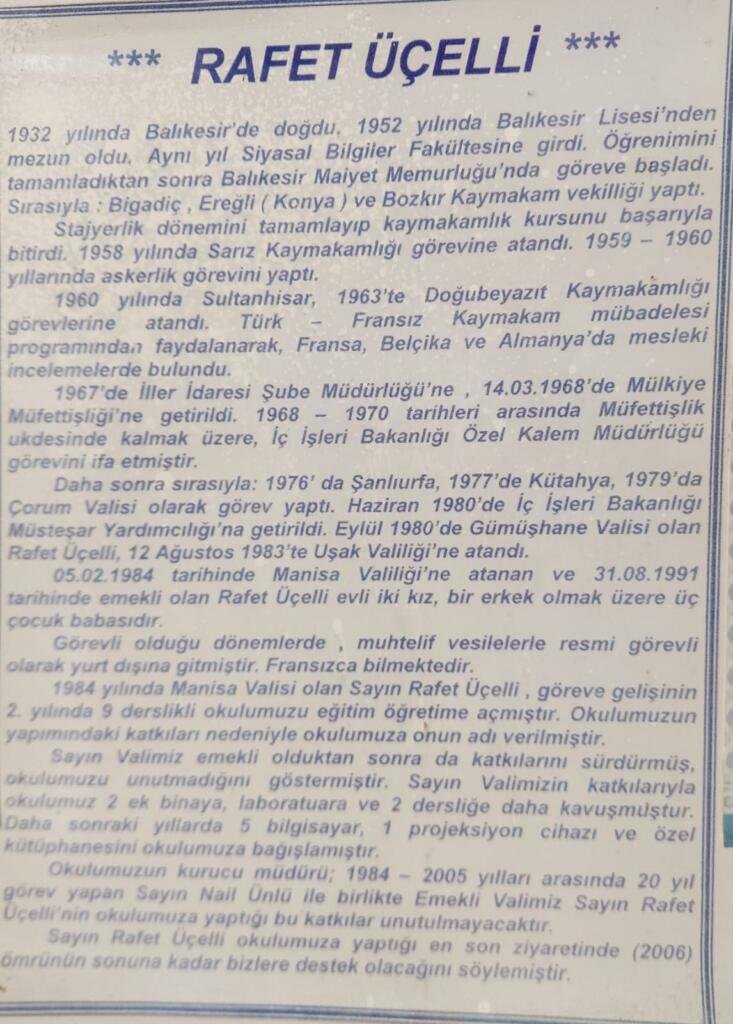 *** RAFET ÜÇELLİ ***
1932 yılında Balıkesir'de doğdu. 1952 yılında Balıkesir Lisesi'nden
mezun oldu. Aynı yıl Siyasal Bilgiler Fakültesine girdi. Öğrenimini
tamamladıktan sonra Balıkesir Maiyet Memurluğu'nda göreve başladı.
Sırasıyla : Bigadiç , Ereğli ( Konya ) ve Bozkır Kaymakam vekilliği yaptı.
Stajyerlik dönemini tamamlayıp kaymakamlık kursunu başarıyla
bitirdi. 1958 yılında Sarız Kaymakamlığı görevine atandı. 1959 – 1960
yıllarında askerlik görevini yaptı.
1960 yılında Sultanhisar, 1963'te Doğubeyazıt Kaymakamlığı
görevlerine atandı. Türk – Fransız Kaymakam mübadelesi
programından faydalanarak, Fransa, Belçika ve Almanya'da mesleki
incelemelerde bulundu.
1967'de İller İdaresi Şube Müdürlüğü'ne , 14.03.1968'de Mülkiye
Müfettişliği'ne getirildi. 1968 – 1970 tarihleri arasında Müfettişlik
ukdesinde kalmak üzere, İç İşleri Bakanlığı Özel Kalem Müdürlüğü
görevini ifa etmiştir.
Daha sonra sırasıyla: 1976' da Şanlıurfa, 1977'de Kütahya, 1979'da
Çorum Valisi olarak görev yaptı. Haziran 1980'de İç İşleri Bakanlığı
Müsteşar Yardımcılığı'na getirildi. Eylül 1980'de Gümüşhane Valisi olan
Rafet Üçelli, 12 Ağustos 1983'te Uşak Valiliği'ne atandı.
05.02.1984 tarihinde Manisa Valiliği'ne atanan ve 31.08.1991
tarihinde emekli olan Rafet Üçelli evli iki kız, bir erkek olmak üzere üç
çocuk babasıdır.
Görevli olduğu dönemlerde , muhtelif vesilelerle resmi görevli
olarak yurt dışına gitmiştir. Fransızca bilmektedir.
1984 yılında Manisa Valisi olan Sayın Rafet Üçelli , göreve gelişinin
2. yılında 9 derslikli okulumuzu eğitim öğretime açmıştır. Okulumuzun
yapımındaki katkıları nedeniyle okulumuza onun adı verilmiştir.
Sayın Valimiz emekli olduktan sonra da katkılarını sürdürmüş,
okulumuzu unutmadığını göstermiştir. Sayın Valimizin katkılarıyla
okulumuz 2 ek binaya, laboratuara ve 2 dersliğe daha kavuşmuştur.
Daha sonraki yıllarda 5 bilgisayar, 1 projeksiyon cihazı ve özel
kütüphanesini okulumuza bağışlamıştır.
Okulumuzun kurucu müdürü; 1984 – 2005 yılları arasında 20 yıl
görev yapan Sayın Nail Ünlü ile birlikte Emekli Valimiz Sayın Rafet
Üçelli'nin okulumuza yaptığı bu katkılar unutulmayacaktır.
Sayın Rafet Üçelli okulumuza yaptığı en son ziyaretinde (2006)
ömrünün sonuna kadar bizlere destek olacağını söylemiştir.